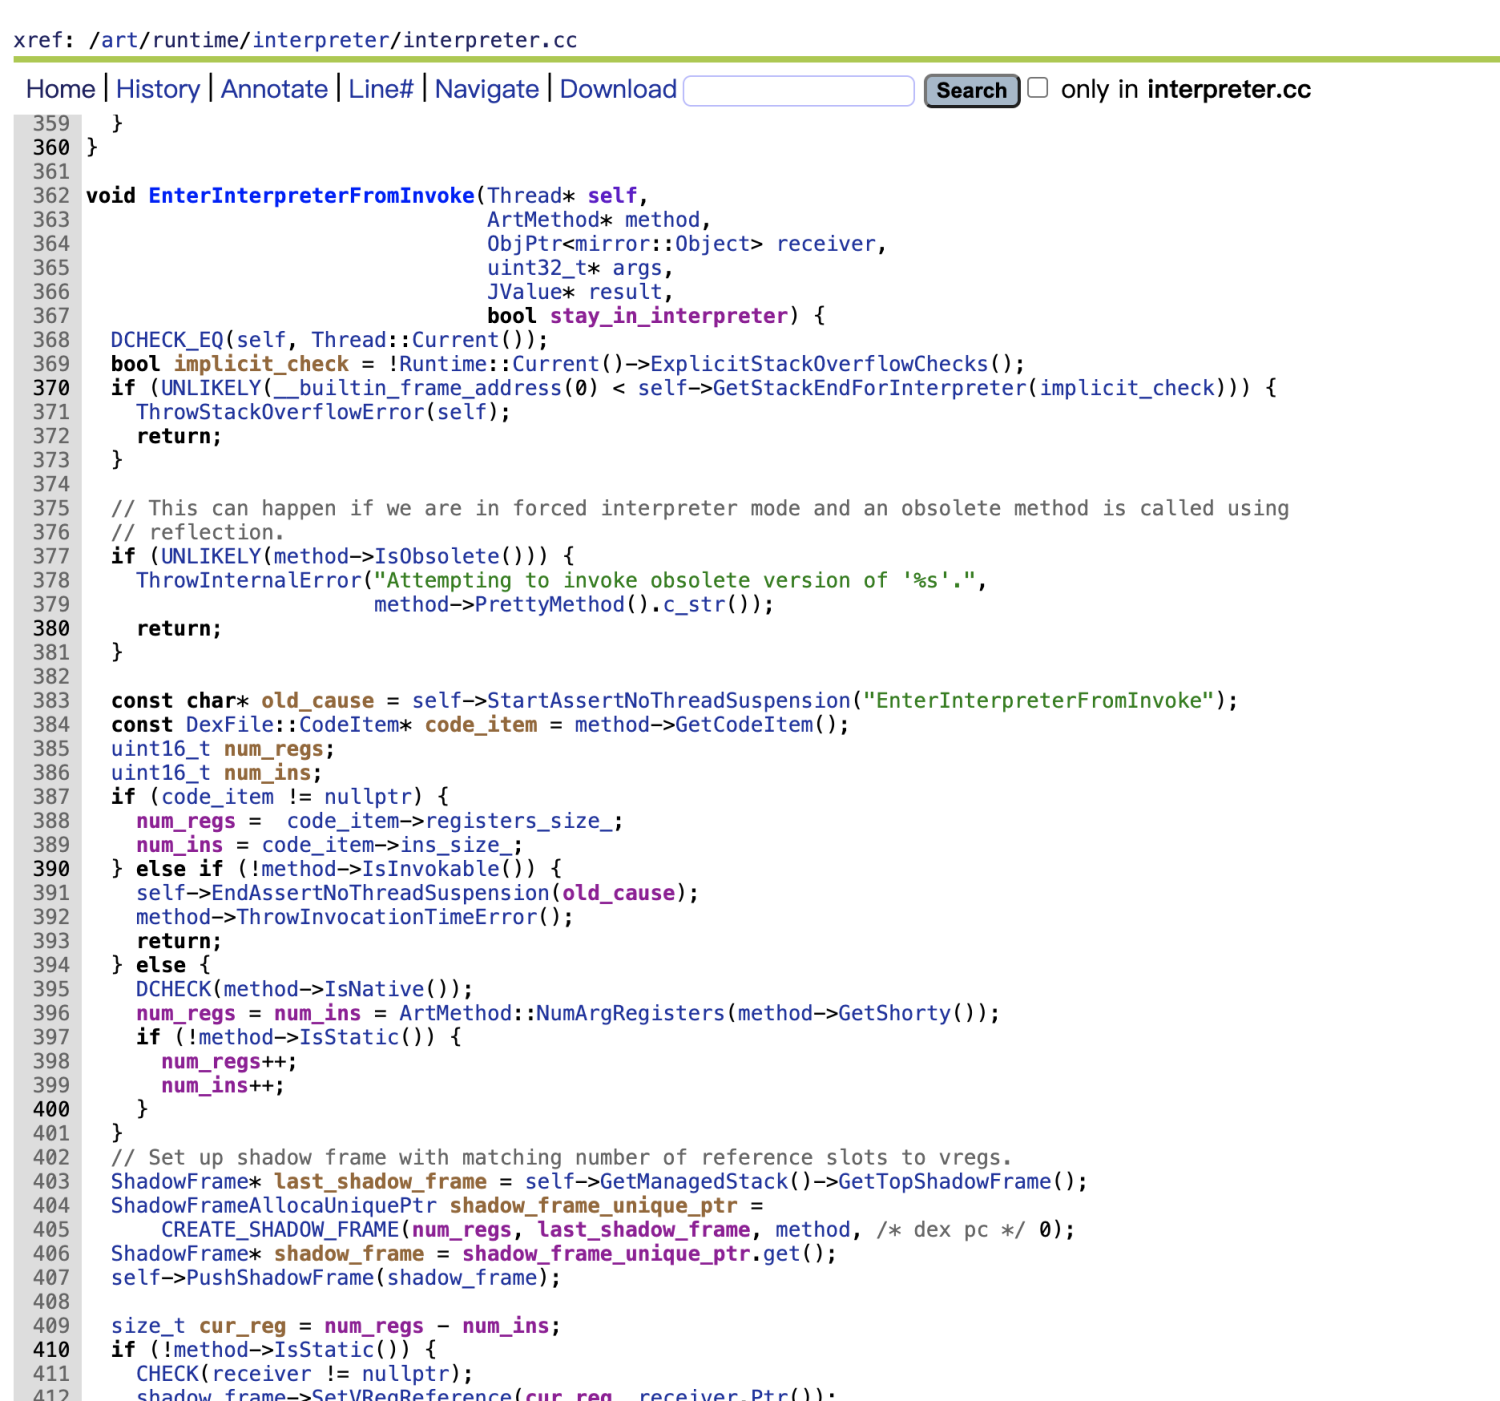 xref: /art/runtime/interpreter/interpreter.cc
Home | History | Annotate | Line# | Navigate | Download Search only in interpreter.cc
359   }
360 }
361
362 void EnterInterpreterFromInvoke(Thread* self,
363                                 ArtMethod* method,
364                                 ObjPtr<mirror::Object> receiver,
365                                 uint32_t* args,
366                                 JValue* result,
367                                 bool stay_in_interpreter) {
368   DCHECK_EQ(self, Thread::Current());
369   bool implicit_check = !Runtime::Current()->ExplicitStackOverflowChecks();
370   if (UNLIKELY(__builtin_frame_address(0) < self->GetStackEndForInterpreter(implicit_check))) {
371     ThrowStackOverflowError(self);
372     return;
373   }
374
375   // This can happen if we are in forced interpreter mode and an obsolete method is called using
376   // reflection.
377   if (UNLIKELY(method->IsObsolete())) {
378     ThrowInternalError("Attempting to invoke obsolete version of '%s'.",
379                        method->PrettyMethod().c_str());
380     return;
381   }
382
383   const char* old_cause = self->StartAssertNoThreadSuspension("EnterInterpreterFromInvoke");
384   const DexFile::CodeItem* code_item = method->GetCodeItem();
385   uint16_t num_regs;
386   uint16_t num_ins;
387   if (code_item != nullptr) {
388     num_regs =  code_item->registers_size_;
389     num_ins = code_item->ins_size_;
390   } else if (!method->IsInvokable()) {
391     self->EndAssertNoThreadSuspension(old_cause);
392     method->ThrowInvocationTimeError();
393     return;
394   } else {
395     DCHECK(method->IsNative());
396     num_regs = num_ins = ArtMethod::NumArgRegisters(method->GetShorty());
397     if (!method->IsStatic()) {
398       num_regs++;
399       num_ins++;
400     }
401   }
402   // Set up shadow frame with matching number of reference slots to vregs.
403   ShadowFrame* last_shadow_frame = self->GetManagedStack()->GetTopShadowFrame();
404   ShadowFrameAllocaUniquePtr shadow_frame_unique_ptr =
405       CREATE_SHADOW_FRAME(num_regs, last_shadow_frame, method, /* dex pc */ 0);
406   ShadowFrame* shadow_frame = shadow_frame_unique_ptr.get();
407   self->PushShadowFrame(shadow_frame);
408
409   size_t cur_reg = num_regs - num_ins;
410   if (!method->IsStatic()) {
411     CHECK(receiver != nullptr);
412     shadow_frame->SetVRegReference(cur_reg, receiver.Ptr());